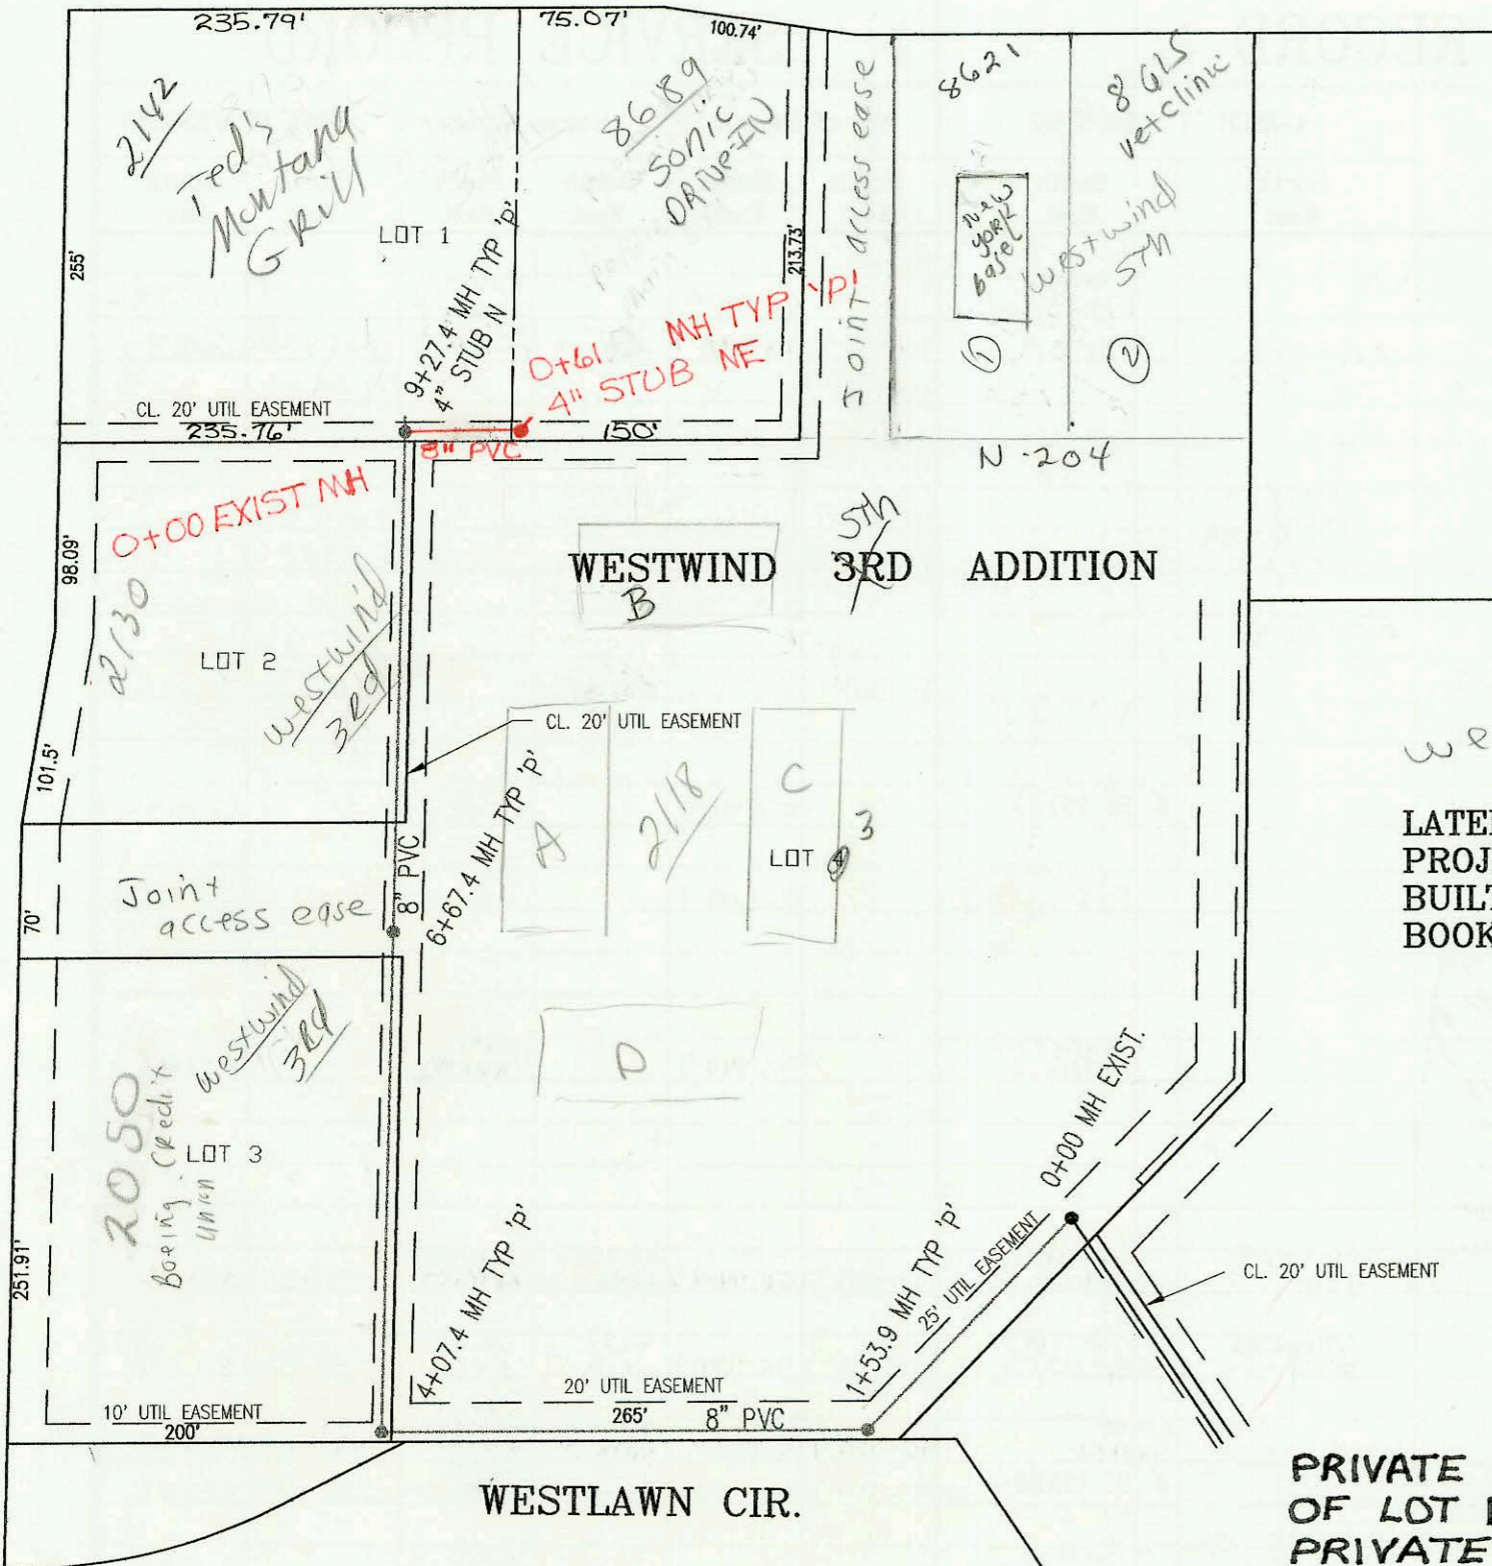 235.79'
75.07'
100.74'
2142
Ted's
Montana
Grill
LOT 1
255'
8689
Sonic
DRIVE-IN
213.73'
Joint access ease
8621
8615
vet clinic
New
York
Westwind
5th
1
2
N-204
9+27.4 MH TYP 'P'
4" STUB N
0+61 MH TYP 'P'
4" STUB NE
CL. 20' UTIL EASEMENT
235.76'
150'
8" PVC
0+00 EXIST MH
98.09'
2130
LOT 2
westwind
3rd
101.5'
5th
WESTWIND 3RD ADDITION
B
CL. 20' UTIL EASEMENT
A
2118
C
LOT 3
8" PVC
6+67.4 MH TYP 'P'
Joint
access ease
70'
D
westwind
3rd
2050
Boeing Credit
Union
LOT 3
251.91'
10' UTIL EASEMENT
200'
4+07.4 MH TYP 'P'
20' UTIL EASEMENT
265' 8" PVC
1+53.9 MH TYP 'P'
25' UTIL EASEMENT
0+00 MH EXIST.
CL. 20' UTIL EASEMENT
we
LATE
PROJ
BUILT
BOOK
WESTLAWN CIR.
PRIVATE
OF LOT
PRIVATE